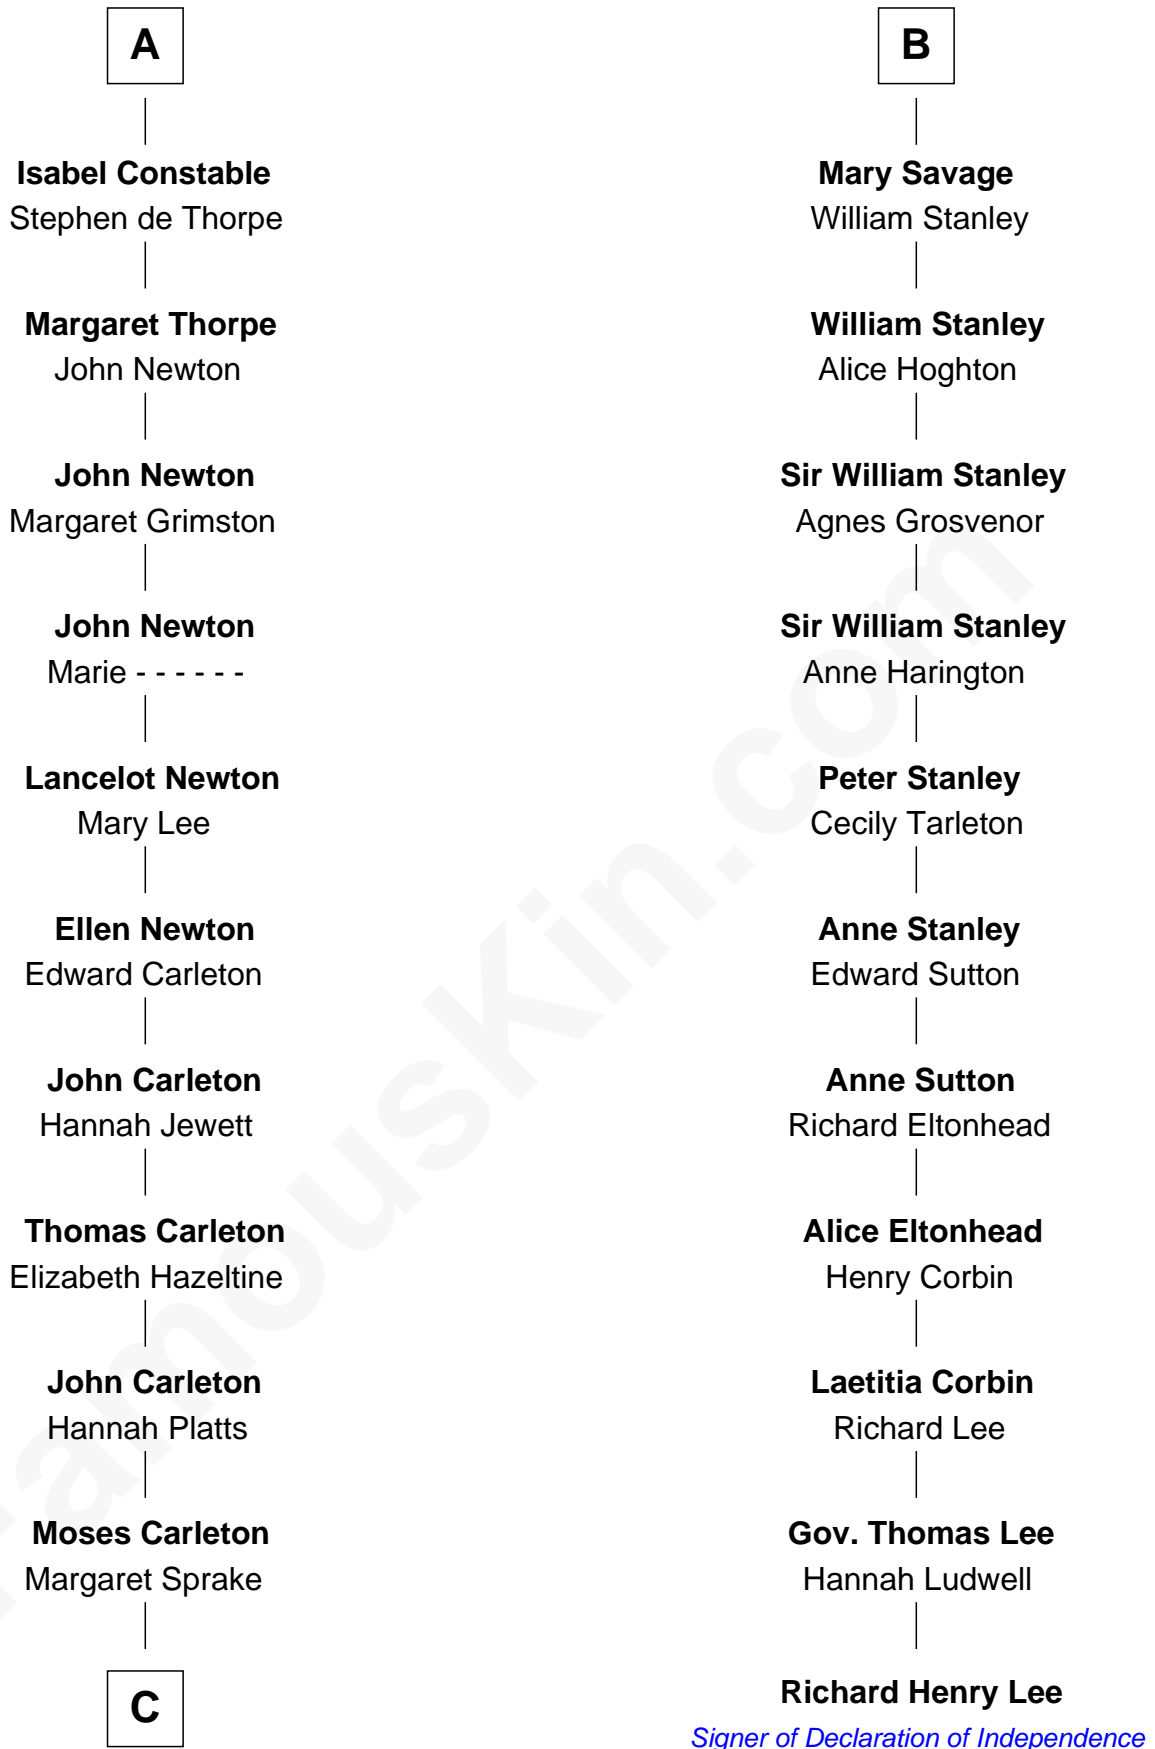 A
Isabel Constable
Stephen de Thorpe
Margaret Thorpe
John Newton
John Newton
Margaret Grimston
John Newton
Marie - - - - - -
Lancelot Newton
Mary Lee
Ellen Newton
Edward Carleton
John Carleton
Hannah Jewett
Thomas Carleton
Elizabeth Hazeltine
John Carleton
Hannah Platts
Moses Carleton
Margaret Sprake
C
B
Mary Savage
William Stanley
William Stanley
Alice Hoghton
Sir William Stanley
Agnes Grosvenor
Sir William Stanley
Anne Harington
Peter Stanley
Cecily Tarleton
Anne Stanley
Edward Sutton
Anne Sutton
Richard Eltonhead
Alice Eltonhead
Henry Corbin
Laetitia Corbin
Richard Lee
Gov. Thomas Lee
Hannah Ludwell
Richard Henry Lee
Signer of Declaration of Independence
FamousKin.com